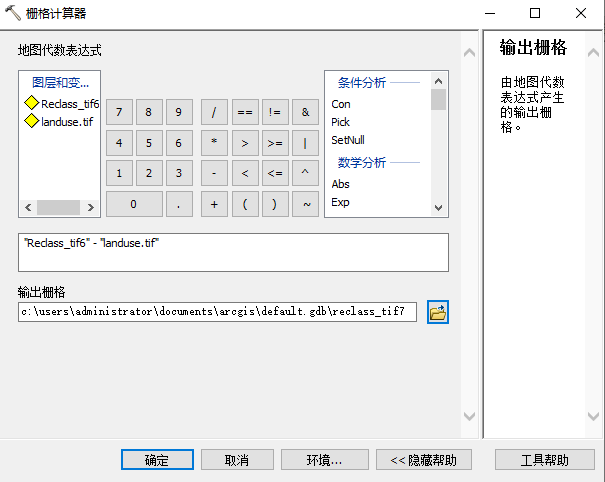 栅格计算器
地图代数表达式
图层和变...
Reclass_tif6
landuse.tif
7 8 9 / == != &
4 5 6 * > >= |
1 2 3 - < <= ^
0 . + ( ) ~
条件分析
Con
Pick
SetNull
数学分析
Abs
Exp
"Reclass_tif6" - "landuse.tif"
输出栅格
c:\users\administrator\documents\arcgis\default.gdb\reclass_tif7
确定
取消
环境...
<< 隐藏帮助
输出栅格
由地图代数
表达式产生
的输出栅
格。
工具帮助